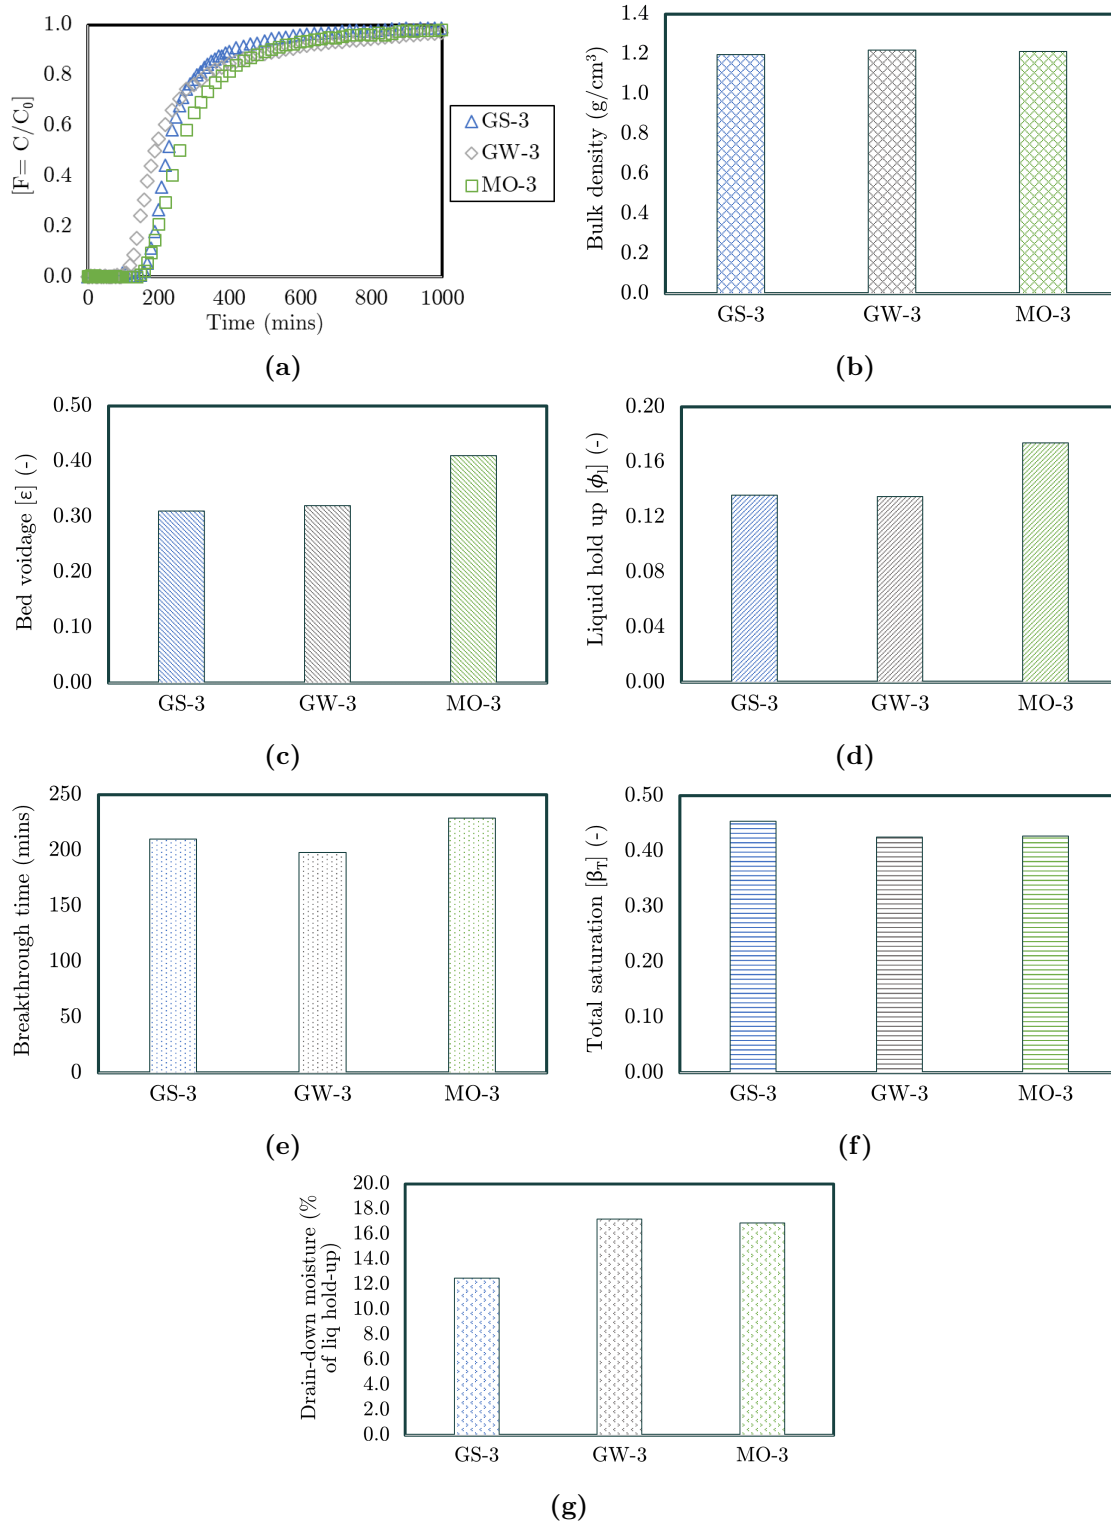 [F= C/C₀]
1.0
0.8
0.6
0.4
0.2
0.0
0 200 400 600 800 1000
Time (mins)
GS-3
GW-3
MO-3
(a)
Bulk density (g/cm³)
1.4
1.2
1.0
0.8
0.6
0.4
0.2
0.0
GS-3 GW-3 MO-3
(b)
Bed voidage [ε] (-)
0.50
0.40
0.30
0.20
0.10
0.00
GS-3 GW-3 MO-3
(c)
Liquid hold up [ϕₗ] (-)
0.20
0.16
0.12
0.08
0.04
0.00
GS-3 GW-3 MO-3
(d)
Breakthrough time (mins)
250
200
150
100
50
0
GS-3 GW-3 MO-3
(e)
Total saturation [β_T] (-)
0.50
0.40
0.30
0.20
0.10
0.00
GS-3 GW-3 MO-3
(f)
Drain-down moisture (%
of liq hold-up)
20.0
18.0
16.0
14.0
12.0
10.0
8.0
6.0
4.0
2.0
0.0
GS-3 GW-3 MO-3
(g)